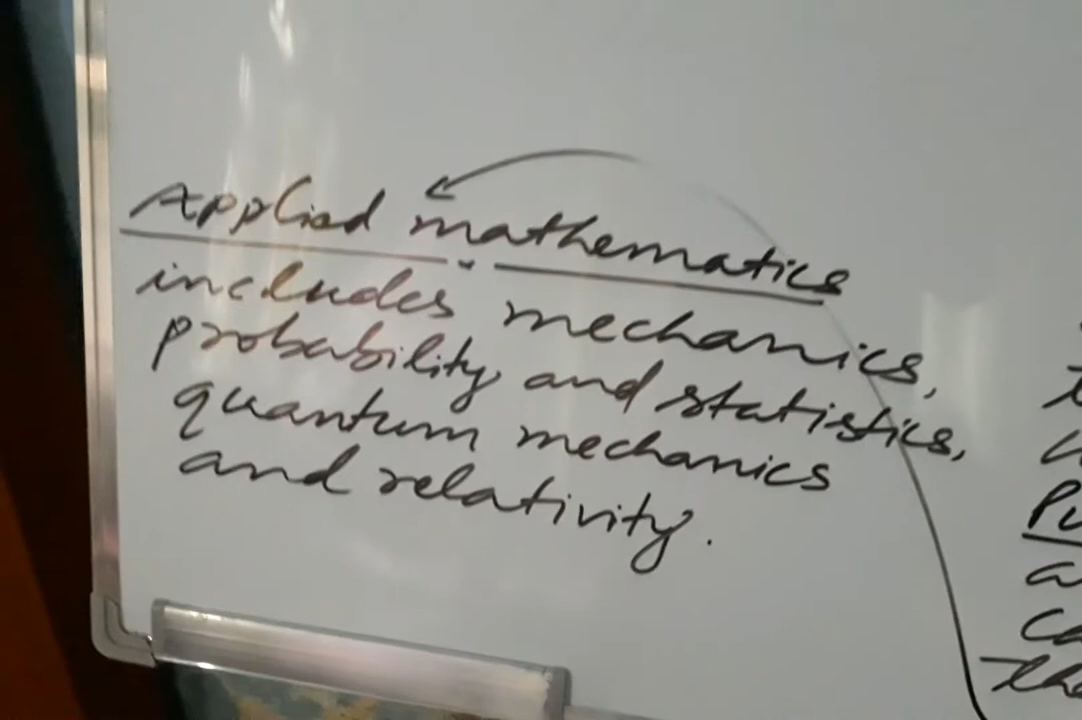 Applied mathematics
includes mechanics,
probability, and statistics,
quantum mechanics
and relativity.